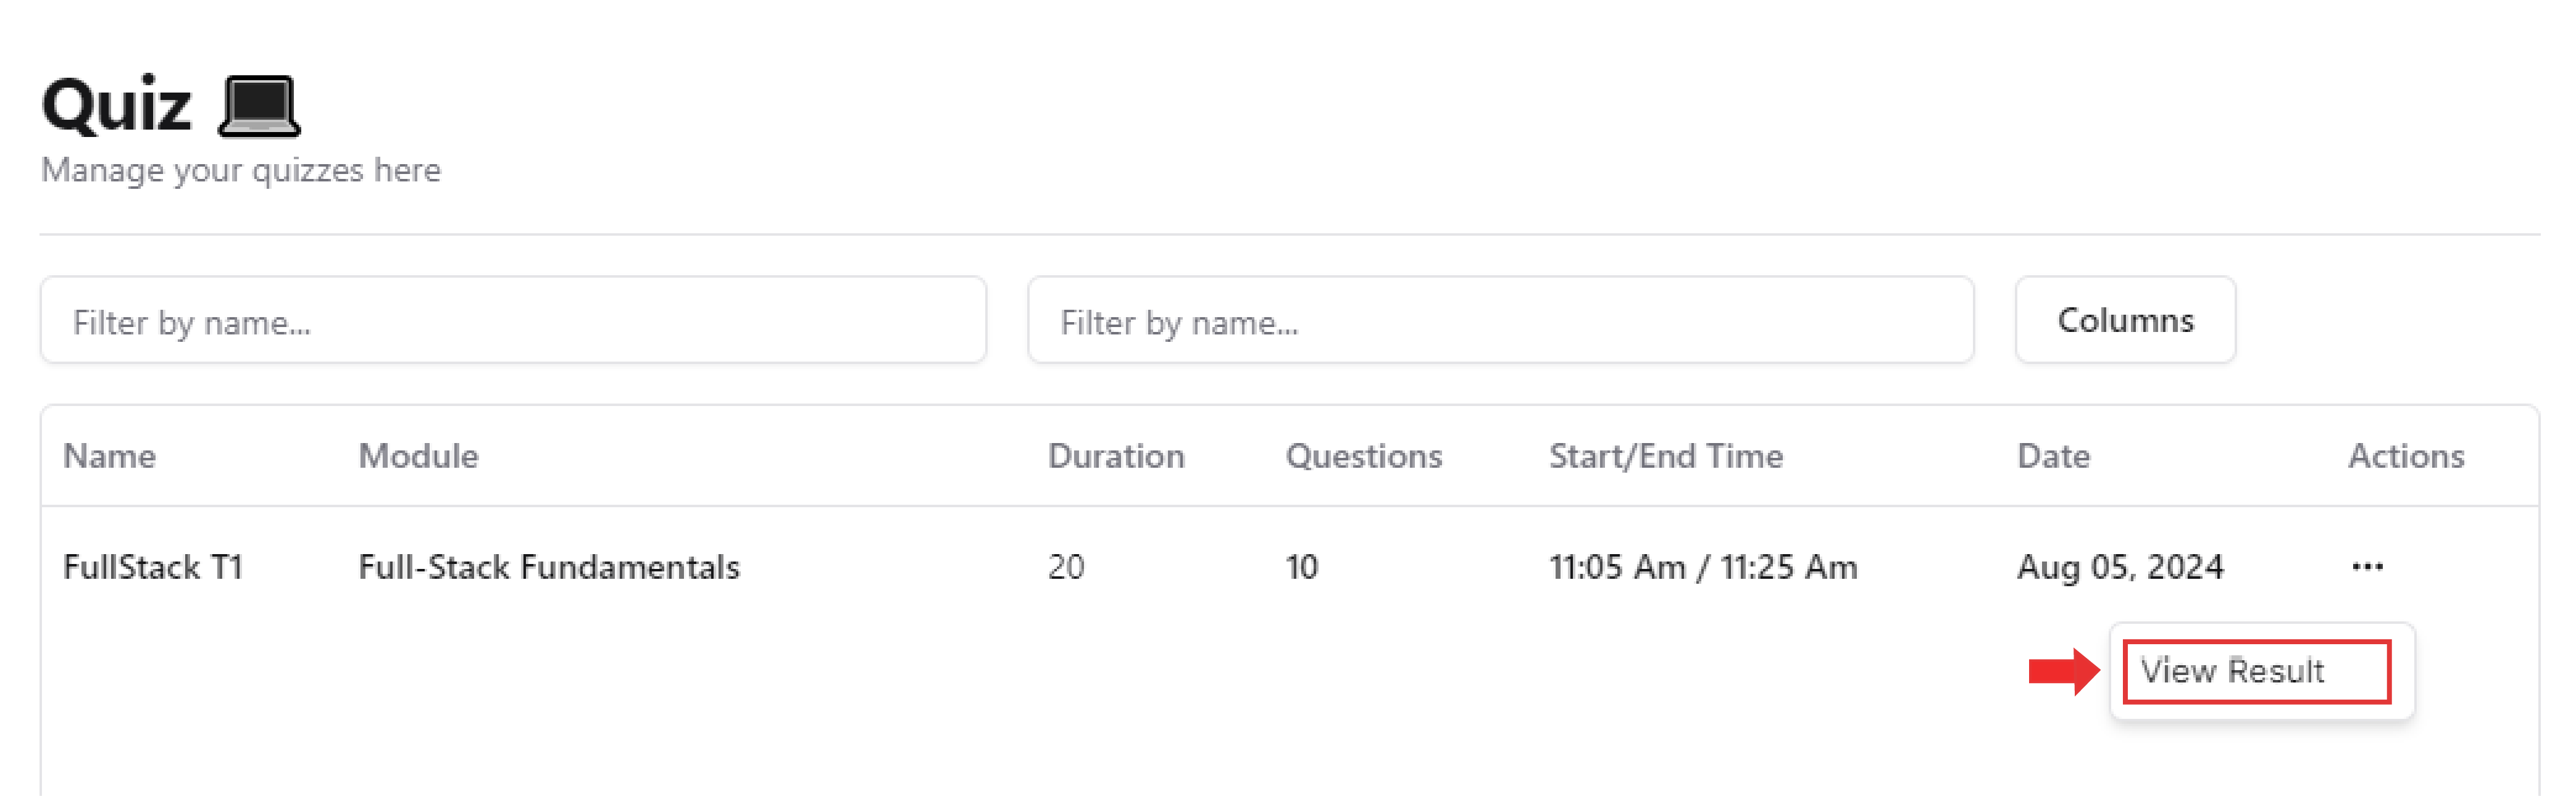 Quiz
Manage your quizzes here
Filter by name... Filter by name... Columns
Name Module Duration Questions Start/End Time Date Actions
FullStack T1 Full-Stack Fundamentals 20 10 11:05 Am / 11:25 Am Aug 05, 2024 ...
View Result